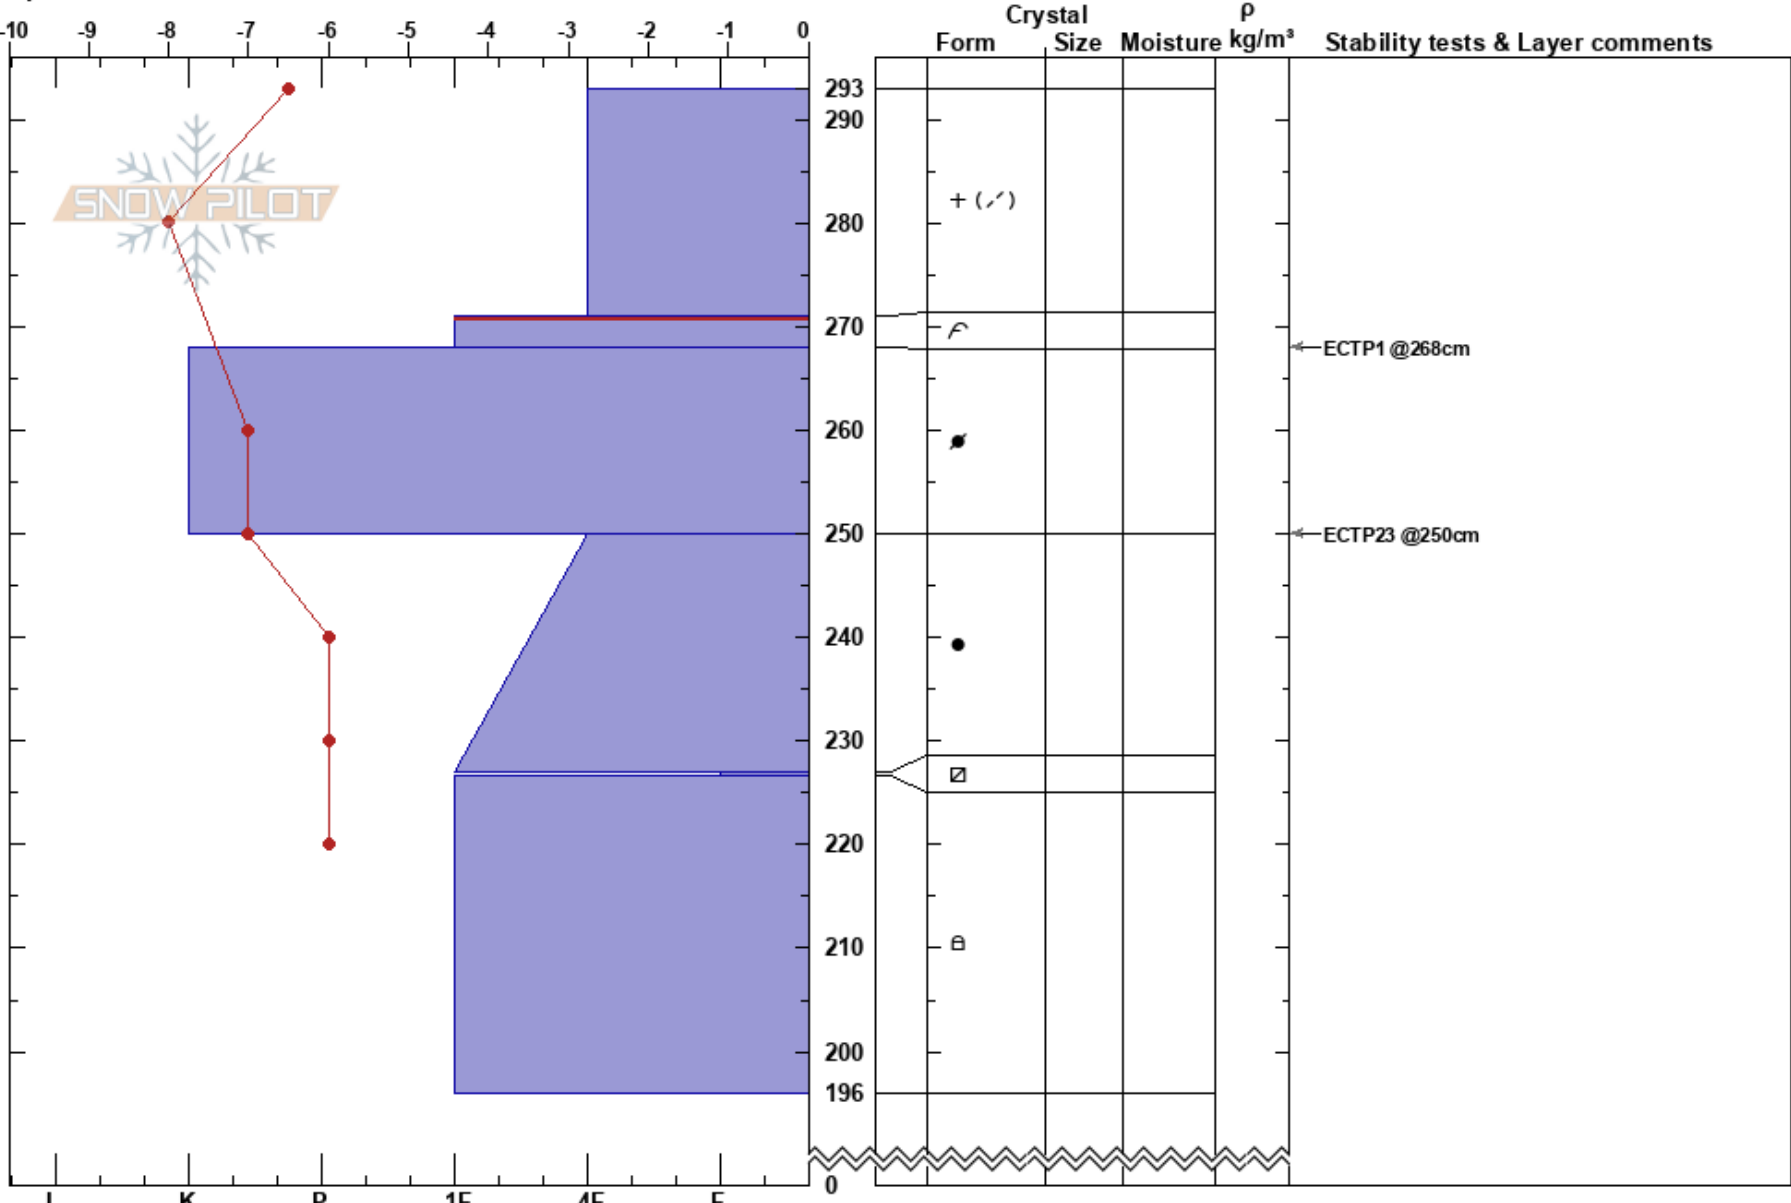 Crystal ρ
-10 -9 -8 -7 -6 -5 -4 -3 -2 -1 0 Form Size Moisture kg/m³ Stability tests & Layer comments
293
290
SNOW PILOT
280
270
ECTP1 @268cm
260
250 ECTP23 @250cm
240
230
220
210
200
196
0
I K P 1F 4F F